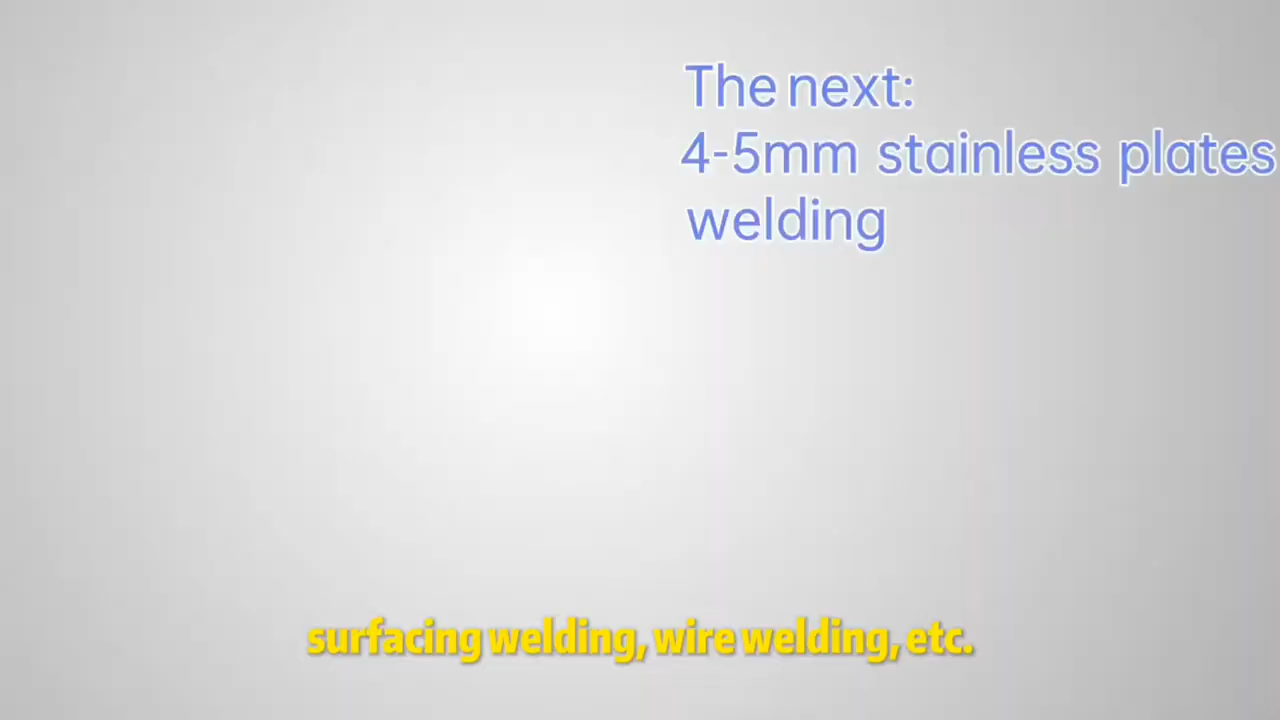 The next:
4-5mm stainless plates
welding
surfacing welding, wire welding, etc.